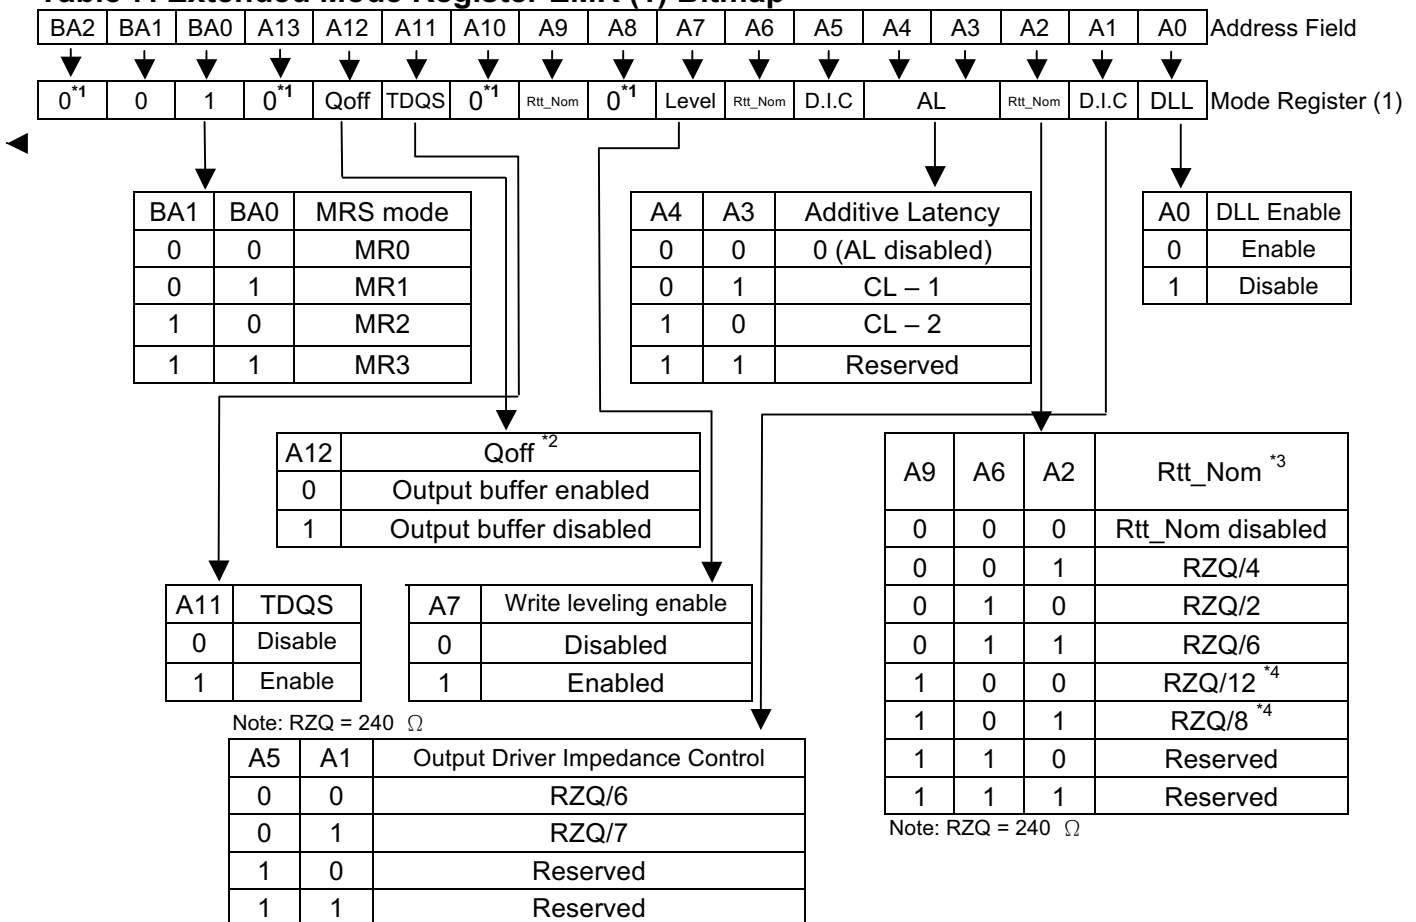 Table 7. Extended Mode Register EMR (1) Bitmap
BA2 BA1 BA0 A13 A12 A11 A10 A9 A8 A7 A6 A5 A4 A3 A2 A1 A0 Address Field
0*1 0 1 0*1 Qoff TDQS 0*1 Rtt_Nom 0*1 Level Rtt_Nom D.I.C AL Rtt_Nom D.I.C DLL Mode Register (1)
BA1 BA0 MRS mode
0 0 MR0
0 1 MR1
1 0 MR2
1 1 MR3
A4 A3 Additive Latency
0 0 0 (AL disabled)
0 1 CL – 1
1 0 CL – 2
1 1 Reserved
A0 DLL Enable
0 Enable
1 Disable
A12 Qoff *2
0 Output buffer enabled
1 Output buffer disabled
A9 A6 A2 Rtt_Nom *3
0 0 0 Rtt_Nom disabled
0 0 1 RZQ/4
0 1 0 RZQ/2
0 1 1 RZQ/6
1 0 0 RZQ/12 *4
1 0 1 RZQ/8 *4
1 1 0 Reserved
1 1 1 Reserved
Note: RZQ = 240 Ω
A11 TDQS
0 Disable
1 Enable
A7 Write leveling enable
0 Disabled
1 Enabled
Note: RZQ = 240 Ω
A5 A1 Output Driver Impedance Control
0 0 RZQ/6
0 1 RZQ/7
1 0 Reserved
1 1 Reserved